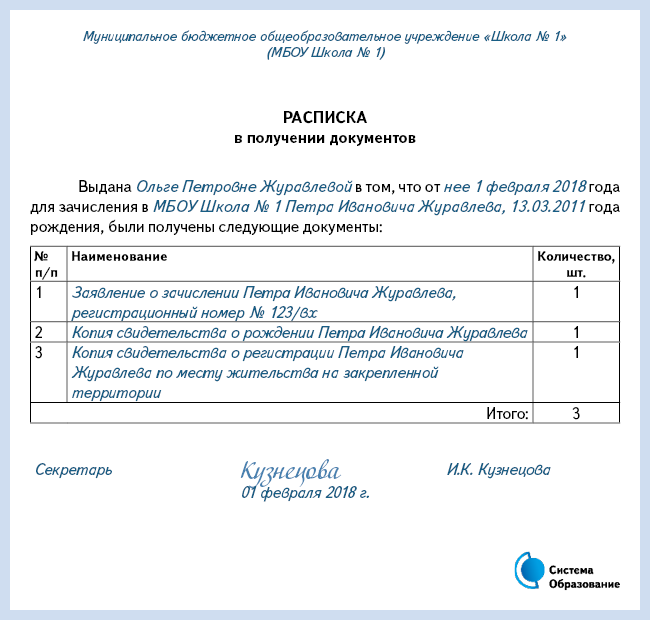 Муниципальное бюджетное общеобразовательное учреждение «Школа № 1»
(МБОУ Школа № 1)
РАСПИСКА
в получении документов
Выдана Ольге Петровне Журавлевой в том, что от нее 1 февраля 2018 года
для зачисления в МБОУ Школа № 1 Петра Ивановича Журавлева, 13.03.2011 года
рождения, были получены следующие документы:
№ Наименование Количество,
п/п шт.
1 Заявление о зачислении Петра Ивановича Журавлева, 1
регистрационный номер № 123/вх
2 Копия свидетельства о рождении Петра Ивановича Журавлева 1
3 Копия свидетельства о регистрации Петра Ивановича 1
Журавлева по месту жительства на закрепленной
территории
Итого: 3
Секретарь Кузнецова И.К. Кузнецова
01 февраля 2018 г.
Система
Образование